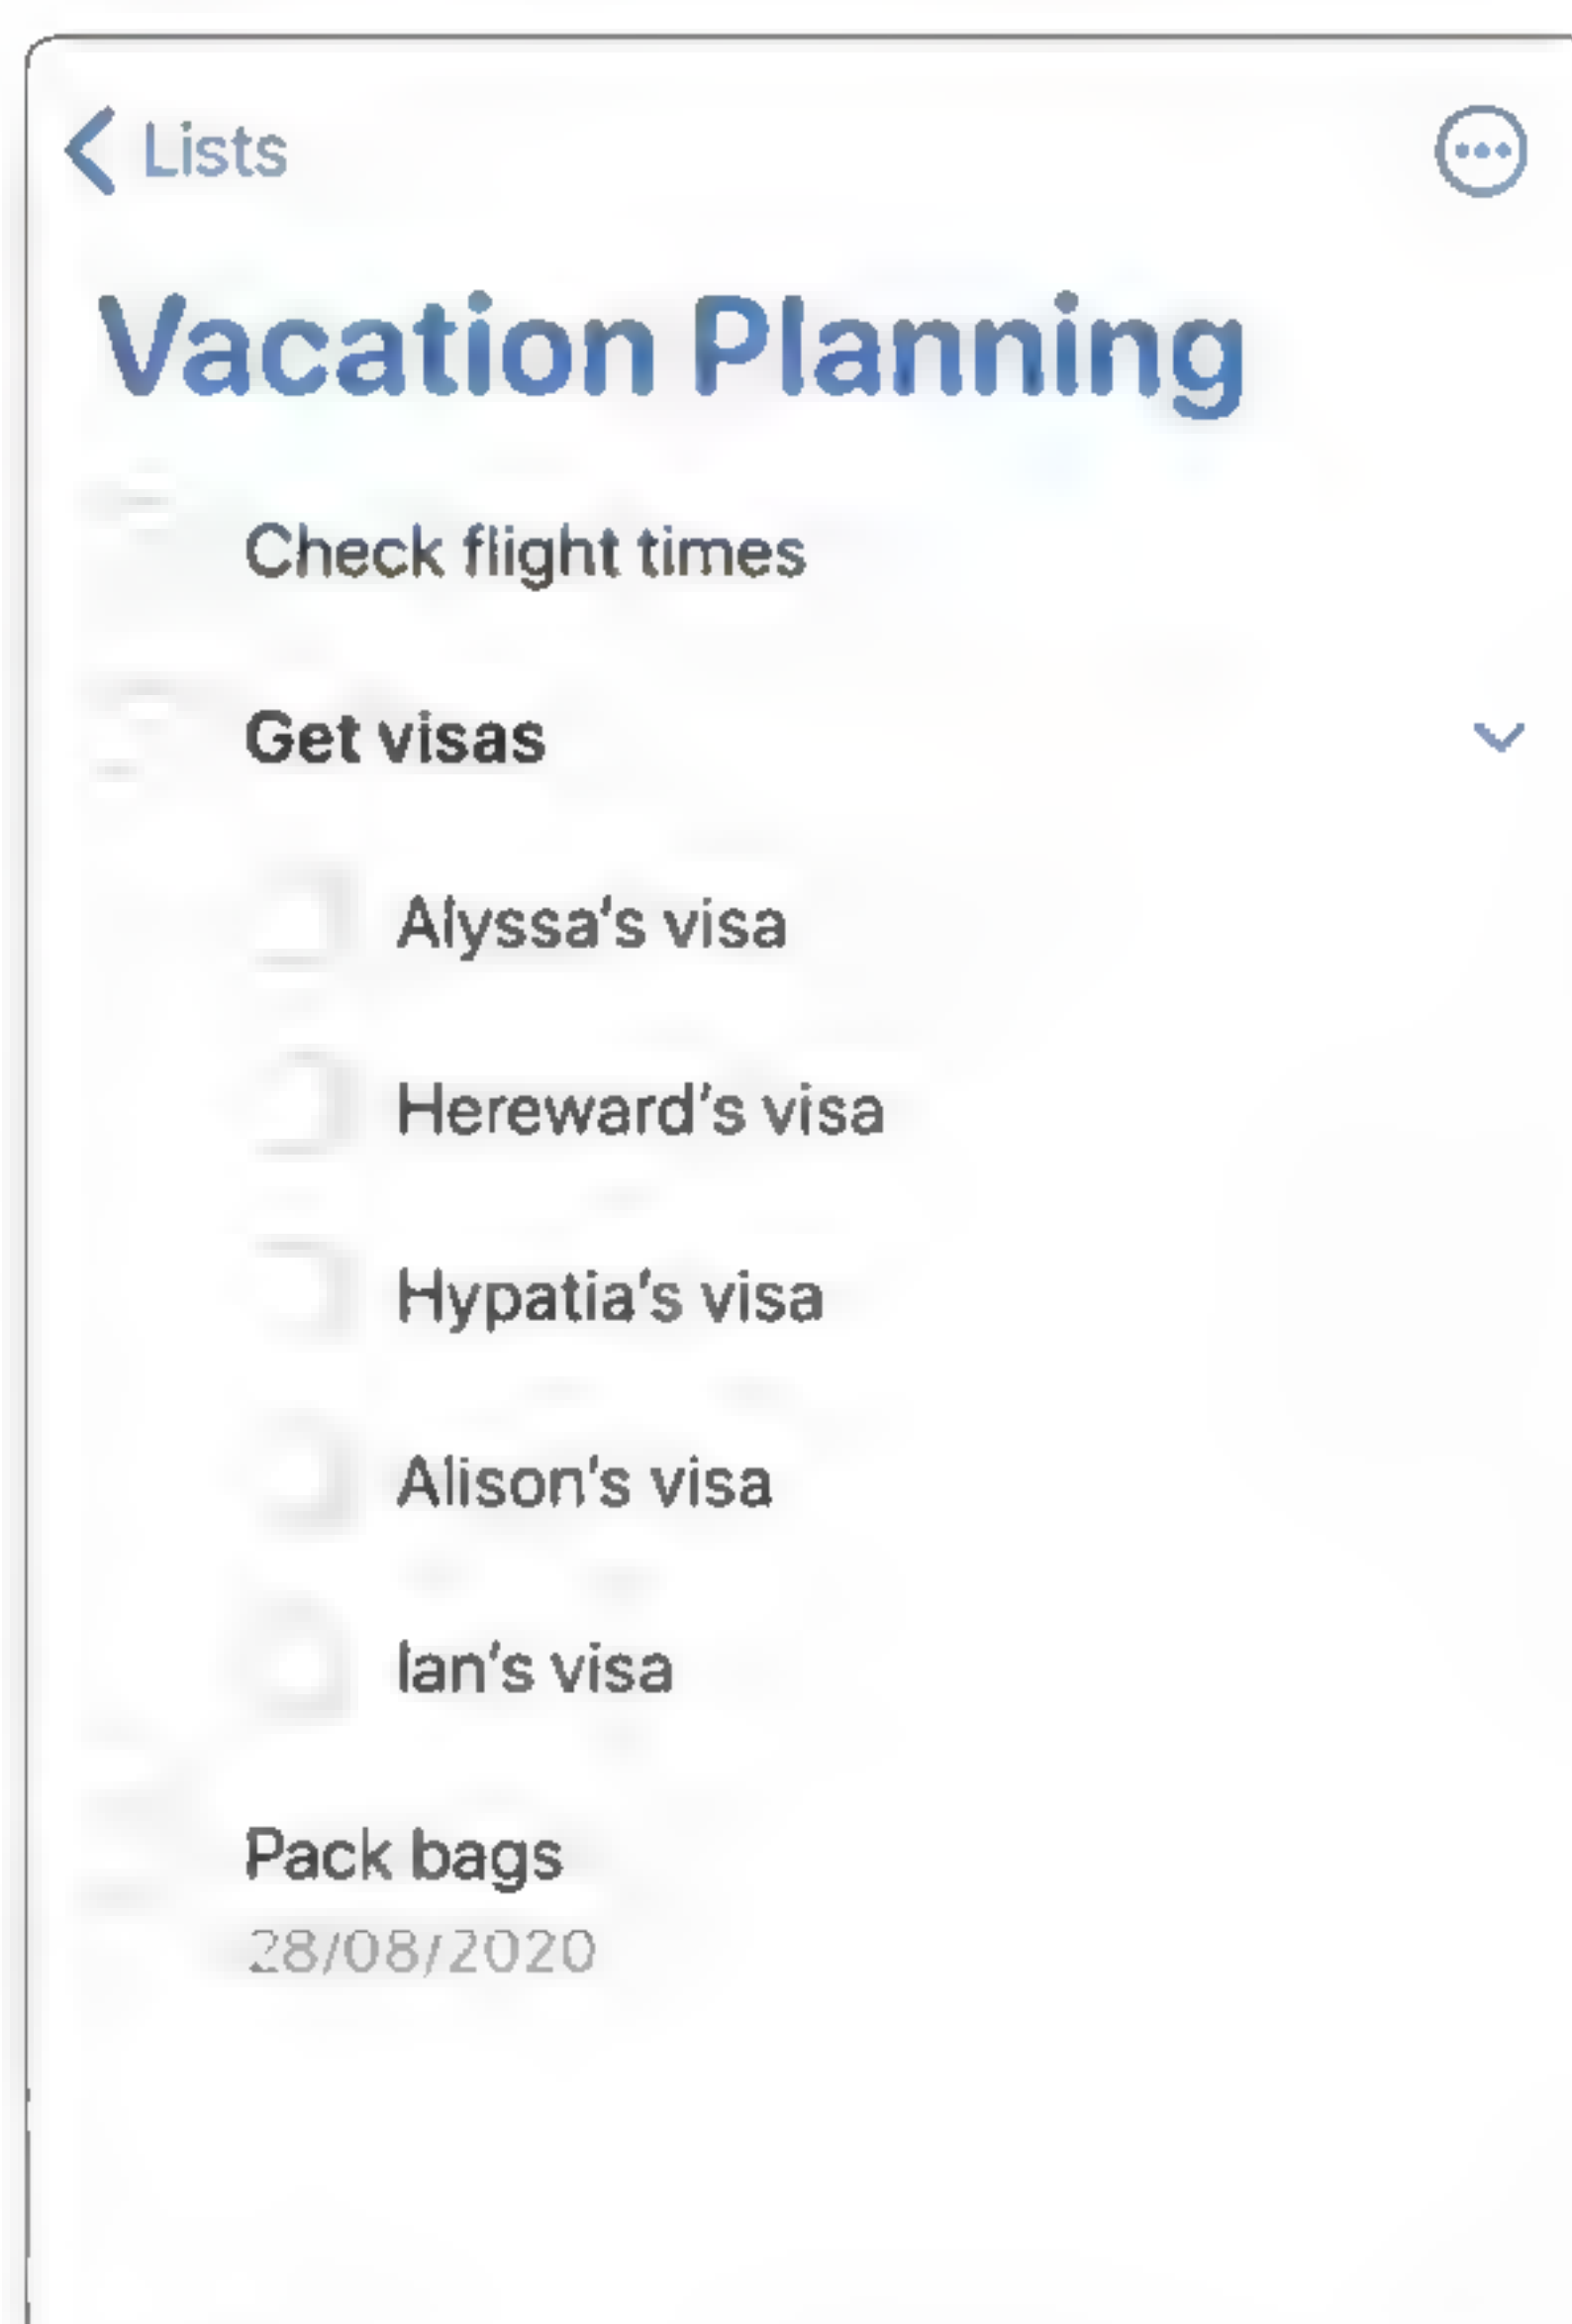 Lists
Vacation Planning
Check flight times
Get visas
Alyssa's visa
Hereward's visa
Hypatia's visa
Alison's visa
Ian's visa
Pack bags
28/08/2020